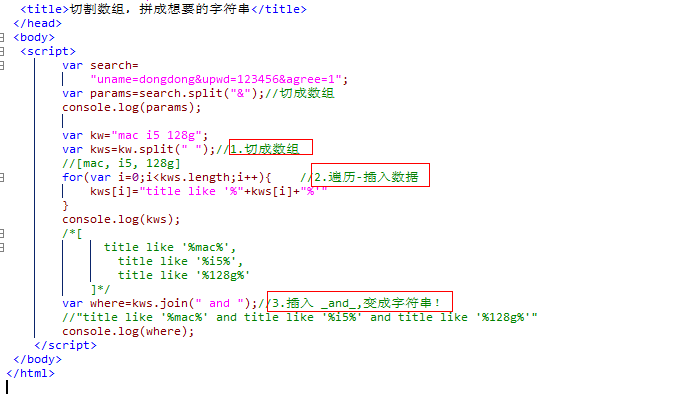 <title>切割数组，拼成想要的字符串</title>
</head>
<body>
<script>
var search=
"uname=dongdong&upwd=123456&agree=1";
var params=search.split("&");//切成数组
console.log(params);
var kw="mac i5 128g";
var kws=kw.split(" ");//1.切成数组
//[mac, i5, 128g]
for(var i=0;i<kws.length;i++){ //2.遍历-插入数据
kws[i]="title like '%"+kws[i]+"%'"
}
console.log(kws);
/*[
title like '%mac%',
title like '%i5%',
title like '%128g%'
]*/
var where=kws.join(" and ");//3.插入 _and_,变成字符串!
//"title like '%mac%' and title like '%i5%' and title like '%128g%'"
console.log(where);
</script>
</body>
</html>